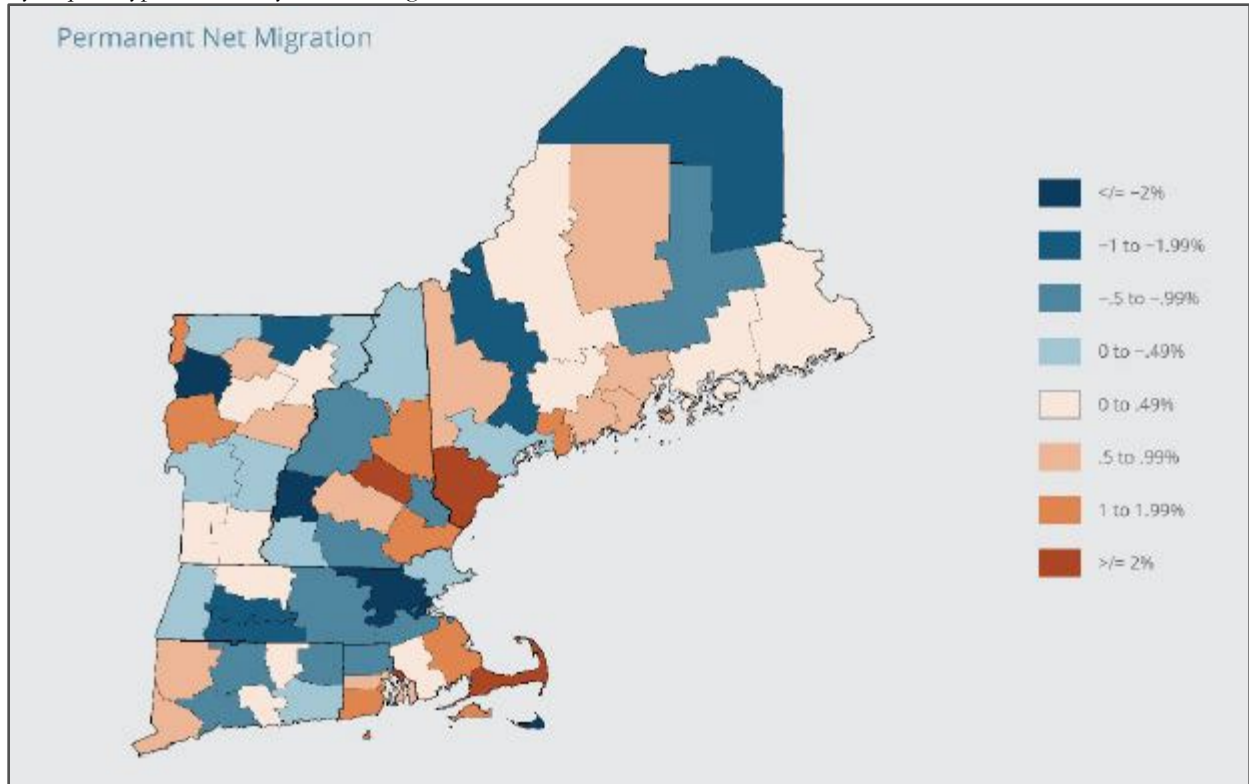 Permanent Net Migration
</= −2%
−1 to −1.99%
−.5 to −.99%
0 to −.49%
0 to .49%
.5 to .99%
1 to 1.99%
>/= 2%